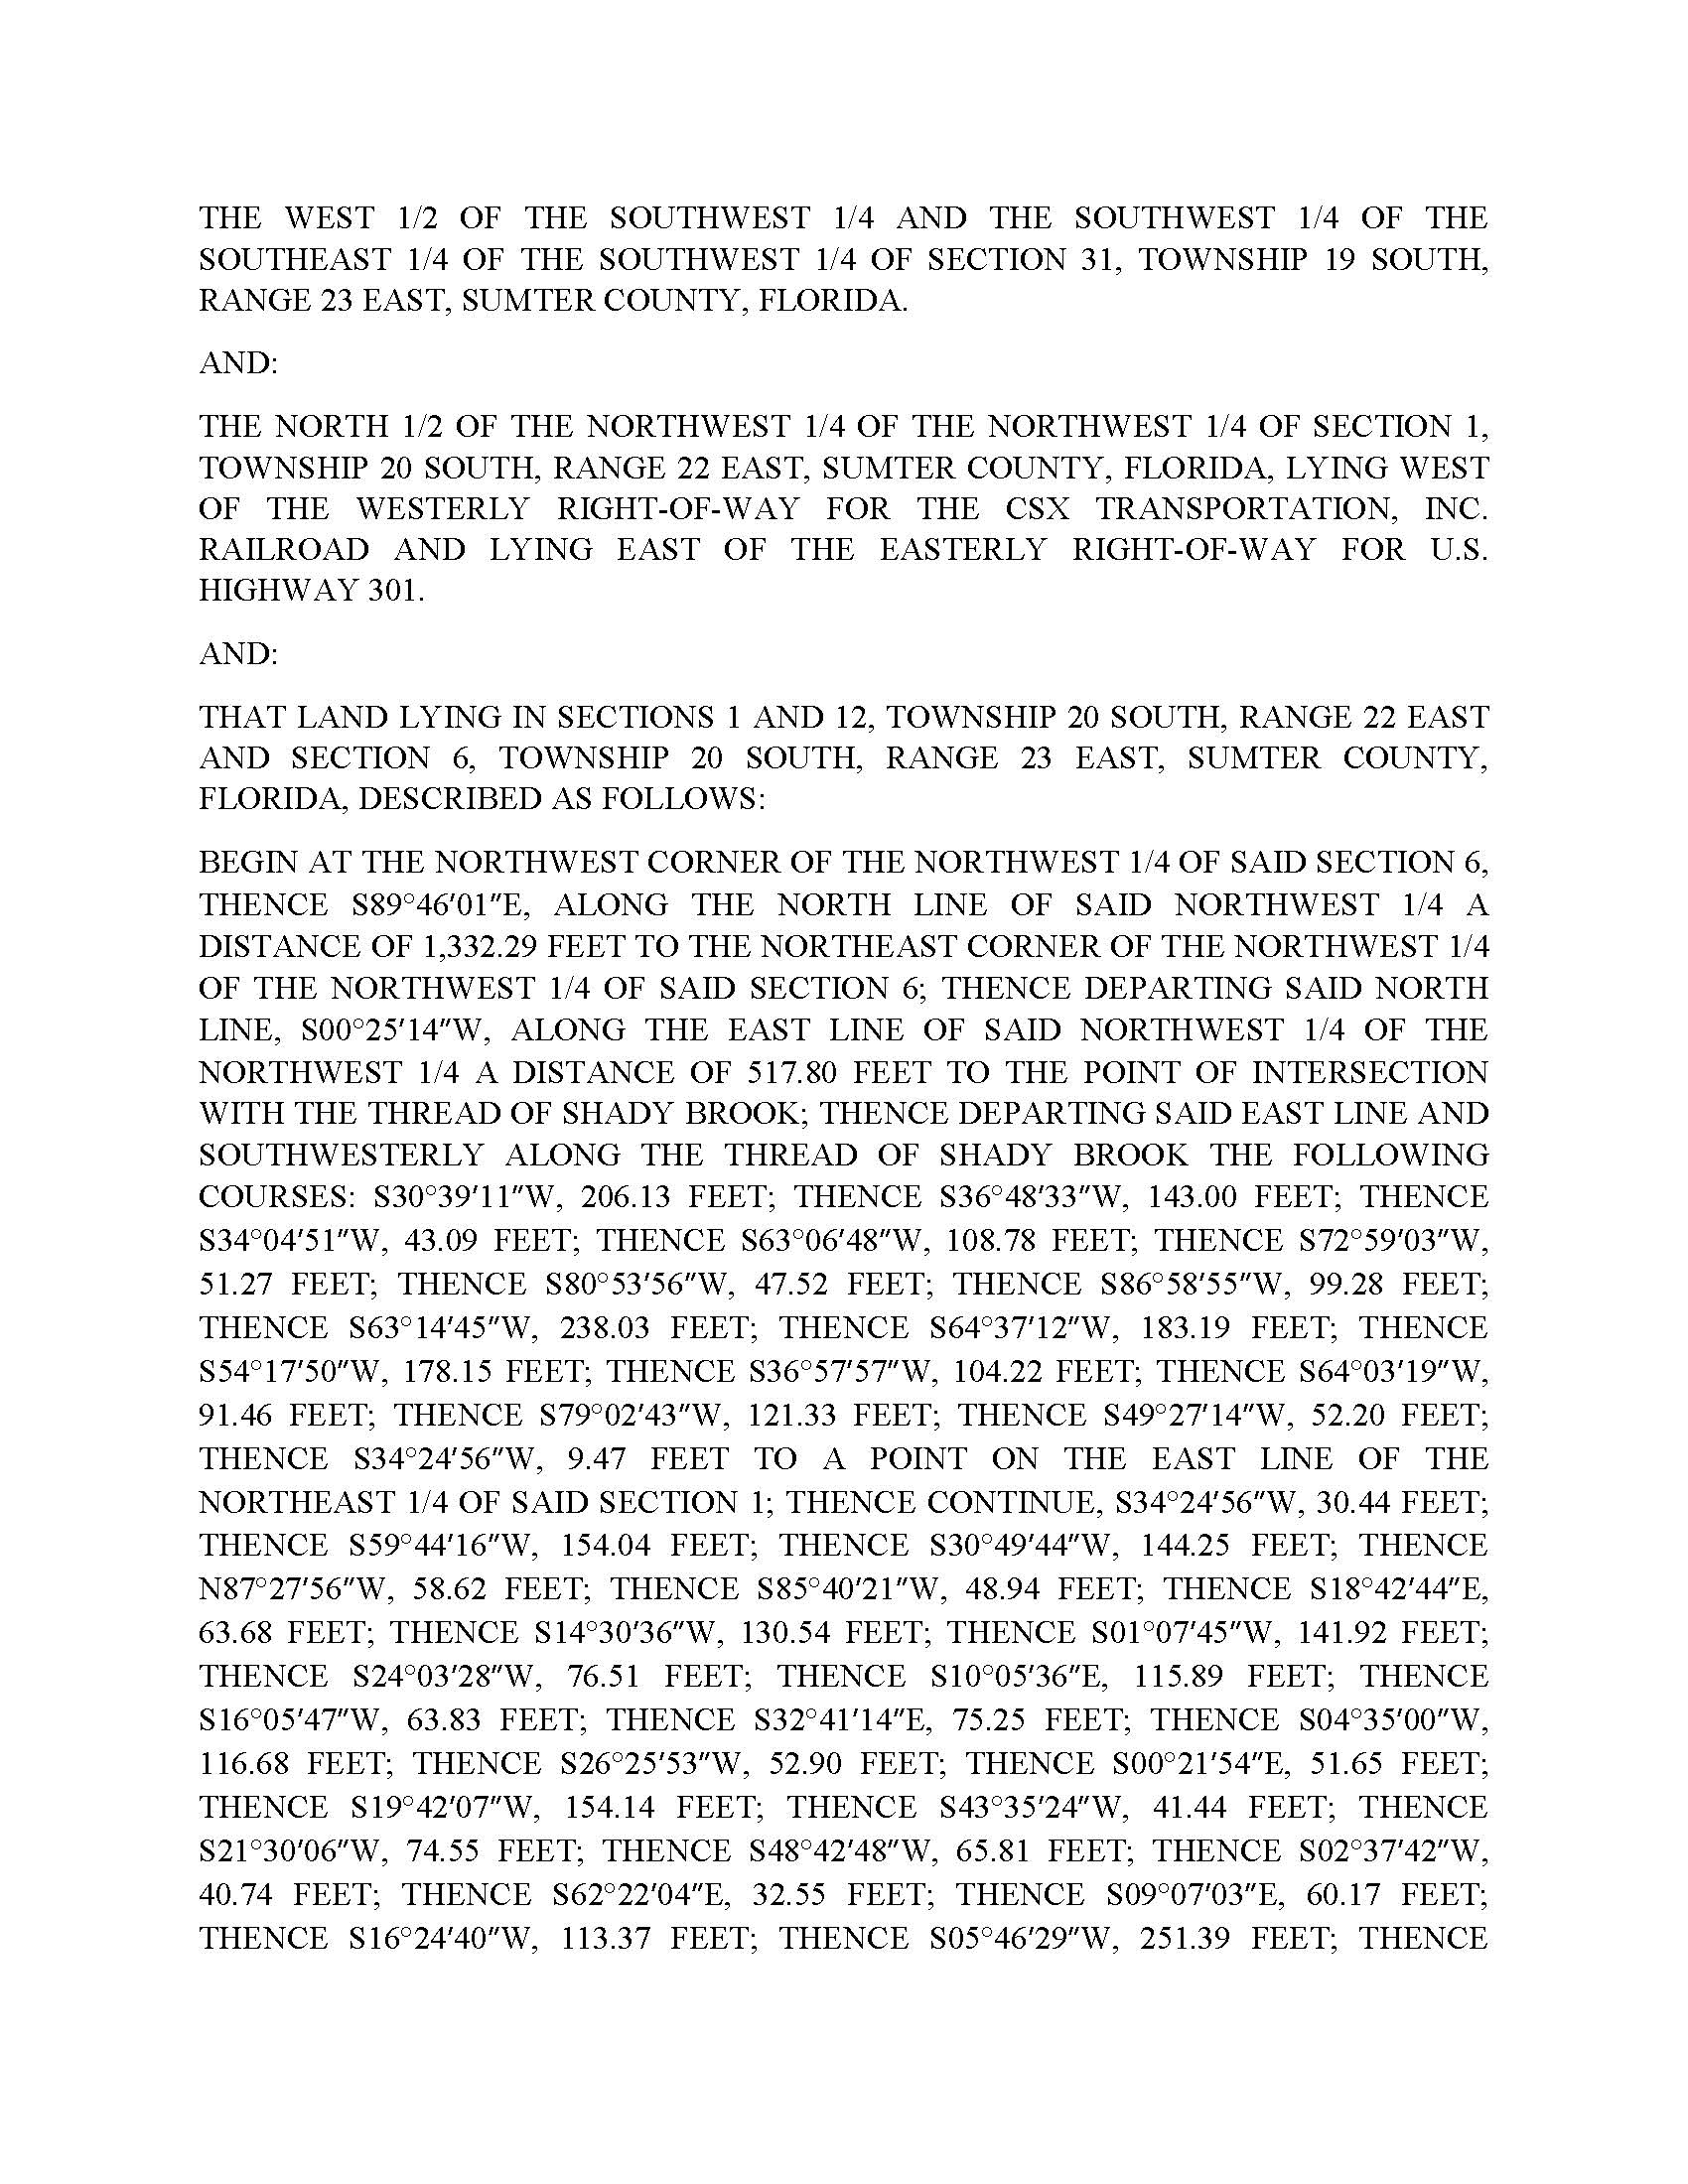 THE WEST 1/2 OF THE SOUTHWEST 1/4 AND THE SOUTHWEST 1/4 OF THE
SOUTHEAST 1/4 OF THE SOUTHWEST 1/4 OF SECTION 31, TOWNSHIP 19 SOUTH,
RANGE 23 EAST, SUMTER COUNTY, FLORIDA.
AND:
THE NORTH 1/2 OF THE NORTHWEST 1/4 OF THE NORTHWEST 1/4 OF SECTION 1,
TOWNSHIP 20 SOUTH, RANGE 22 EAST, SUMTER COUNTY, FLORIDA, LYING WEST
OF THE WESTERLY RIGHT-OF-WAY FOR THE CSX TRANSPORTATION, INC.
RAILROAD AND LYING EAST OF THE EASTERLY RIGHT-OF-WAY FOR U.S.
HIGHWAY 301.
AND:
THAT LAND LYING IN SECTIONS 1 AND 12, TOWNSHIP 20 SOUTH, RANGE 22 EAST
AND SECTION 6, TOWNSHIP 20 SOUTH, RANGE 23 EAST, SUMTER COUNTY,
FLORIDA, DESCRIBED AS FOLLOWS:
BEGIN AT THE NORTHWEST CORNER OF THE NORTHWEST 1/4 OF SAID SECTION 6,
THENCE S89°46′01″E, ALONG THE NORTH LINE OF SAID NORTHWEST 1/4 A
DISTANCE OF 1,332.29 FEET TO THE NORTHEAST CORNER OF THE NORTHWEST 1/4
OF THE NORTHWEST 1/4 OF SAID SECTION 6; THENCE DEPARTING SAID NORTH
LINE, S00°25′14″W, ALONG THE EAST LINE OF SAID NORTHWEST 1/4 OF THE
NORTHWEST 1/4 A DISTANCE OF 517.80 FEET TO THE POINT OF INTERSECTION
WITH THE THREAD OF SHADY BROOK; THENCE DEPARTING SAID EAST LINE AND
SOUTHWESTERLY ALONG THE THREAD OF SHADY BROOK THE FOLLOWING
COURSES: S30°39′11″W, 206.13 FEET; THENCE S36°48′33″W, 143.00 FEET; THENCE
S34°04′51″W, 43.09 FEET; THENCE S63°06′48″W, 108.78 FEET; THENCE S72°59′03″W,
51.27 FEET; THENCE S80°53′56″W, 47.52 FEET; THENCE S86°58′55″W, 99.28 FEET;
THENCE S63°14′45″W, 238.03 FEET; THENCE S64°37′12″W, 183.19 FEET; THENCE
S54°17′50″W, 178.15 FEET; THENCE S36°57′57″W, 104.22 FEET; THENCE S64°03′19″W,
91.46 FEET; THENCE S79°02′43″W, 121.33 FEET; THENCE S49°27′14″W, 52.20 FEET;
THENCE S34°24′56″W, 9.47 FEET TO A POINT ON THE EAST LINE OF THE
NORTHEAST 1/4 OF SAID SECTION 1; THENCE CONTINUE, S34°24′56″W, 30.44 FEET;
THENCE S59°44′16″W, 154.04 FEET; THENCE S30°49′44″W, 144.25 FEET; THENCE
N87°27′56″W, 58.62 FEET; THENCE S85°40′21″W, 48.94 FEET; THENCE S18°42′44″E,
63.68 FEET; THENCE S14°30′36″W, 130.54 FEET; THENCE S01°07′45″W, 141.92 FEET;
THENCE S24°03′28″W, 76.51 FEET; THENCE S10°05′36″E, 115.89 FEET; THENCE
S16°05′47″W, 63.83 FEET; THENCE S32°41′14″E, 75.25 FEET; THENCE S04°35′00″W,
116.68 FEET; THENCE S26°25′53″W, 52.90 FEET; THENCE S00°21′54″E, 51.65 FEET;
THENCE S19°42′07″W, 154.14 FEET; THENCE S43°35′24″W, 41.44 FEET; THENCE
S21°30′06″W, 74.55 FEET; THENCE S48°42′48″W, 65.81 FEET; THENCE S02°37′42″W,
40.74 FEET; THENCE S62°22′04″E, 32.55 FEET; THENCE S09°07′03″E, 60.17 FEET;
THENCE S16°24′40″W, 113.37 FEET; THENCE S05°46′29″W, 251.39 FEET; THENCE